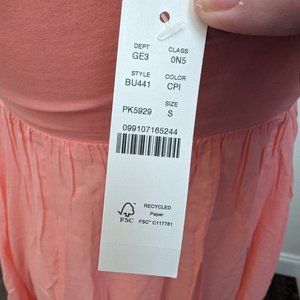 DEPT CLASS
GE3 0N5
STYLE COLOR
BU441 CPI
SIZE
PK5929 S
099107165244
RECYCLED
Paper
FSC
FSC® C117781